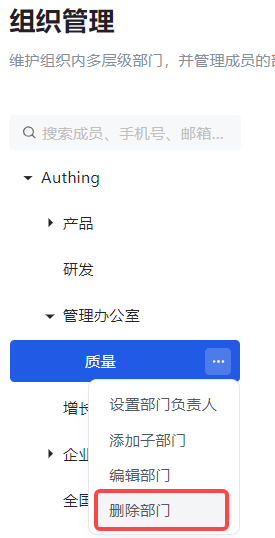 组织管理
维护组织内多层级部门，并管理成员的
搜索成员、手机号、邮箱...
Authing
产品
研发
管理办公室
质量
设置部门负责人
增长
添加子部门
企业
编辑部门
全国
删除部门